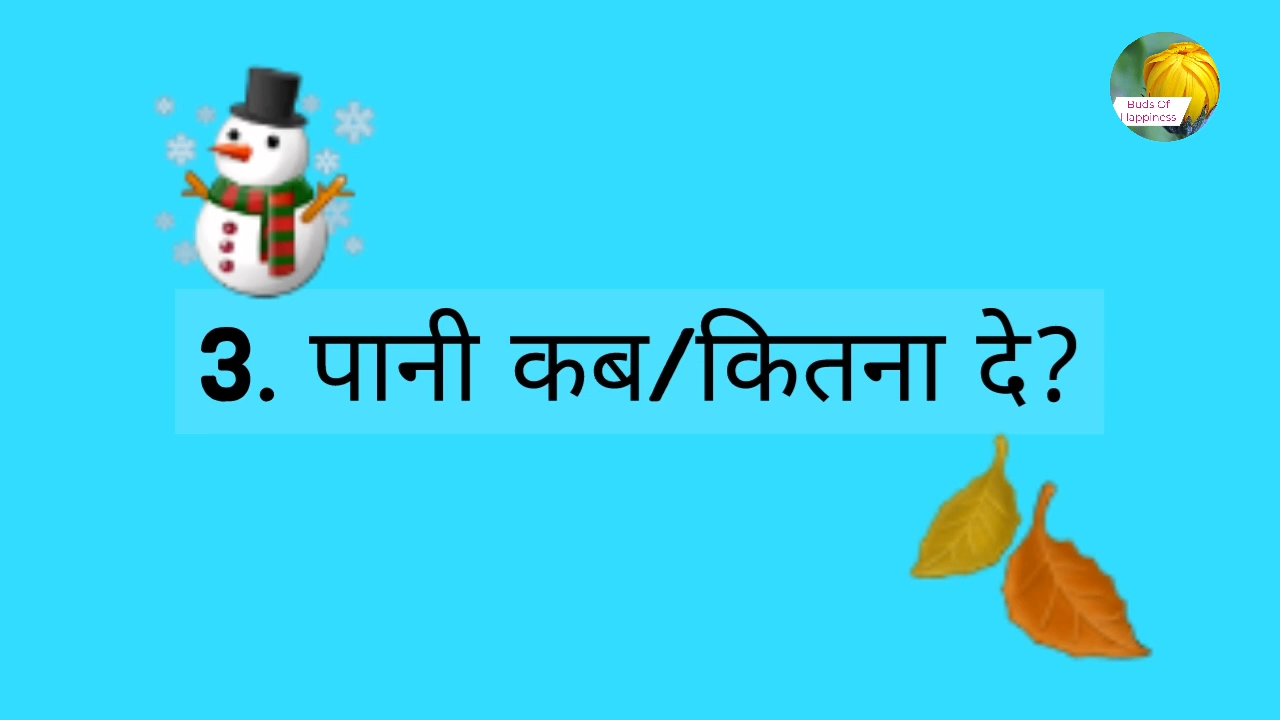 Buds Of
Happiness
3. पानी कब/कितना दे?